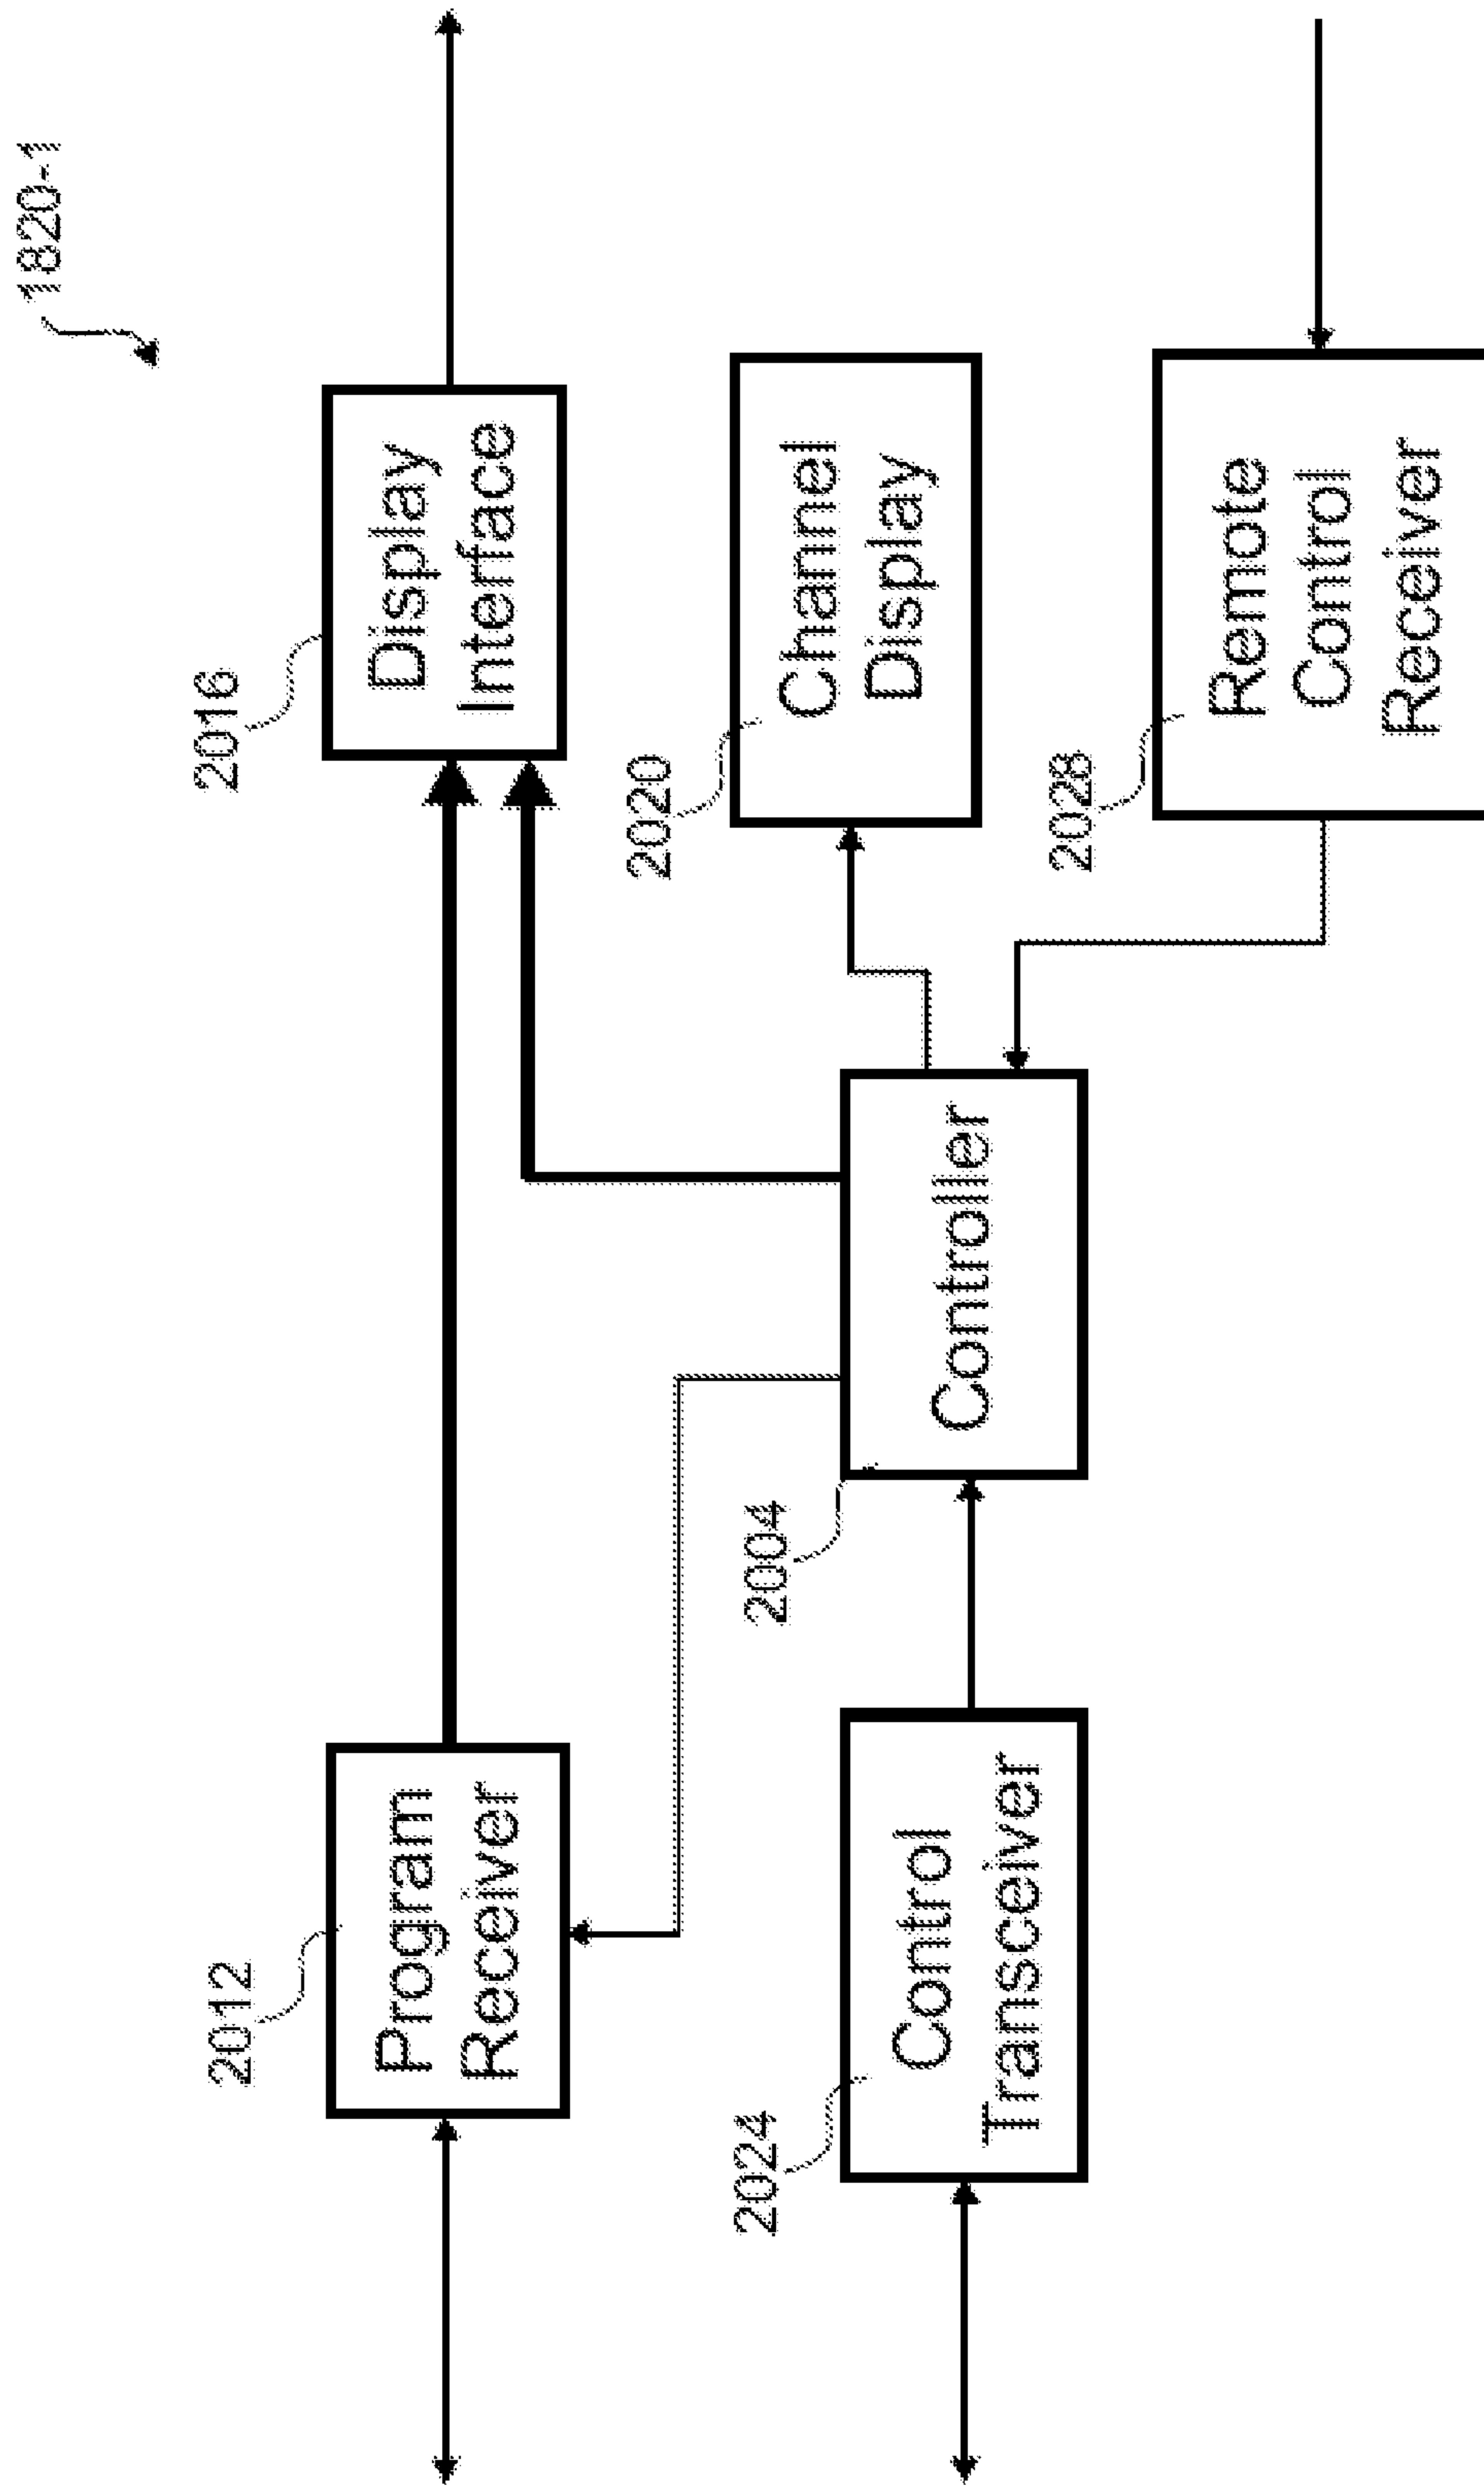 1820-1
2012
Program
Receiver
2016
Display
Interface
2020
Channel
Display
2024
Control
Transceiver
2004
Controller
2028
Remote
Control
Receiver